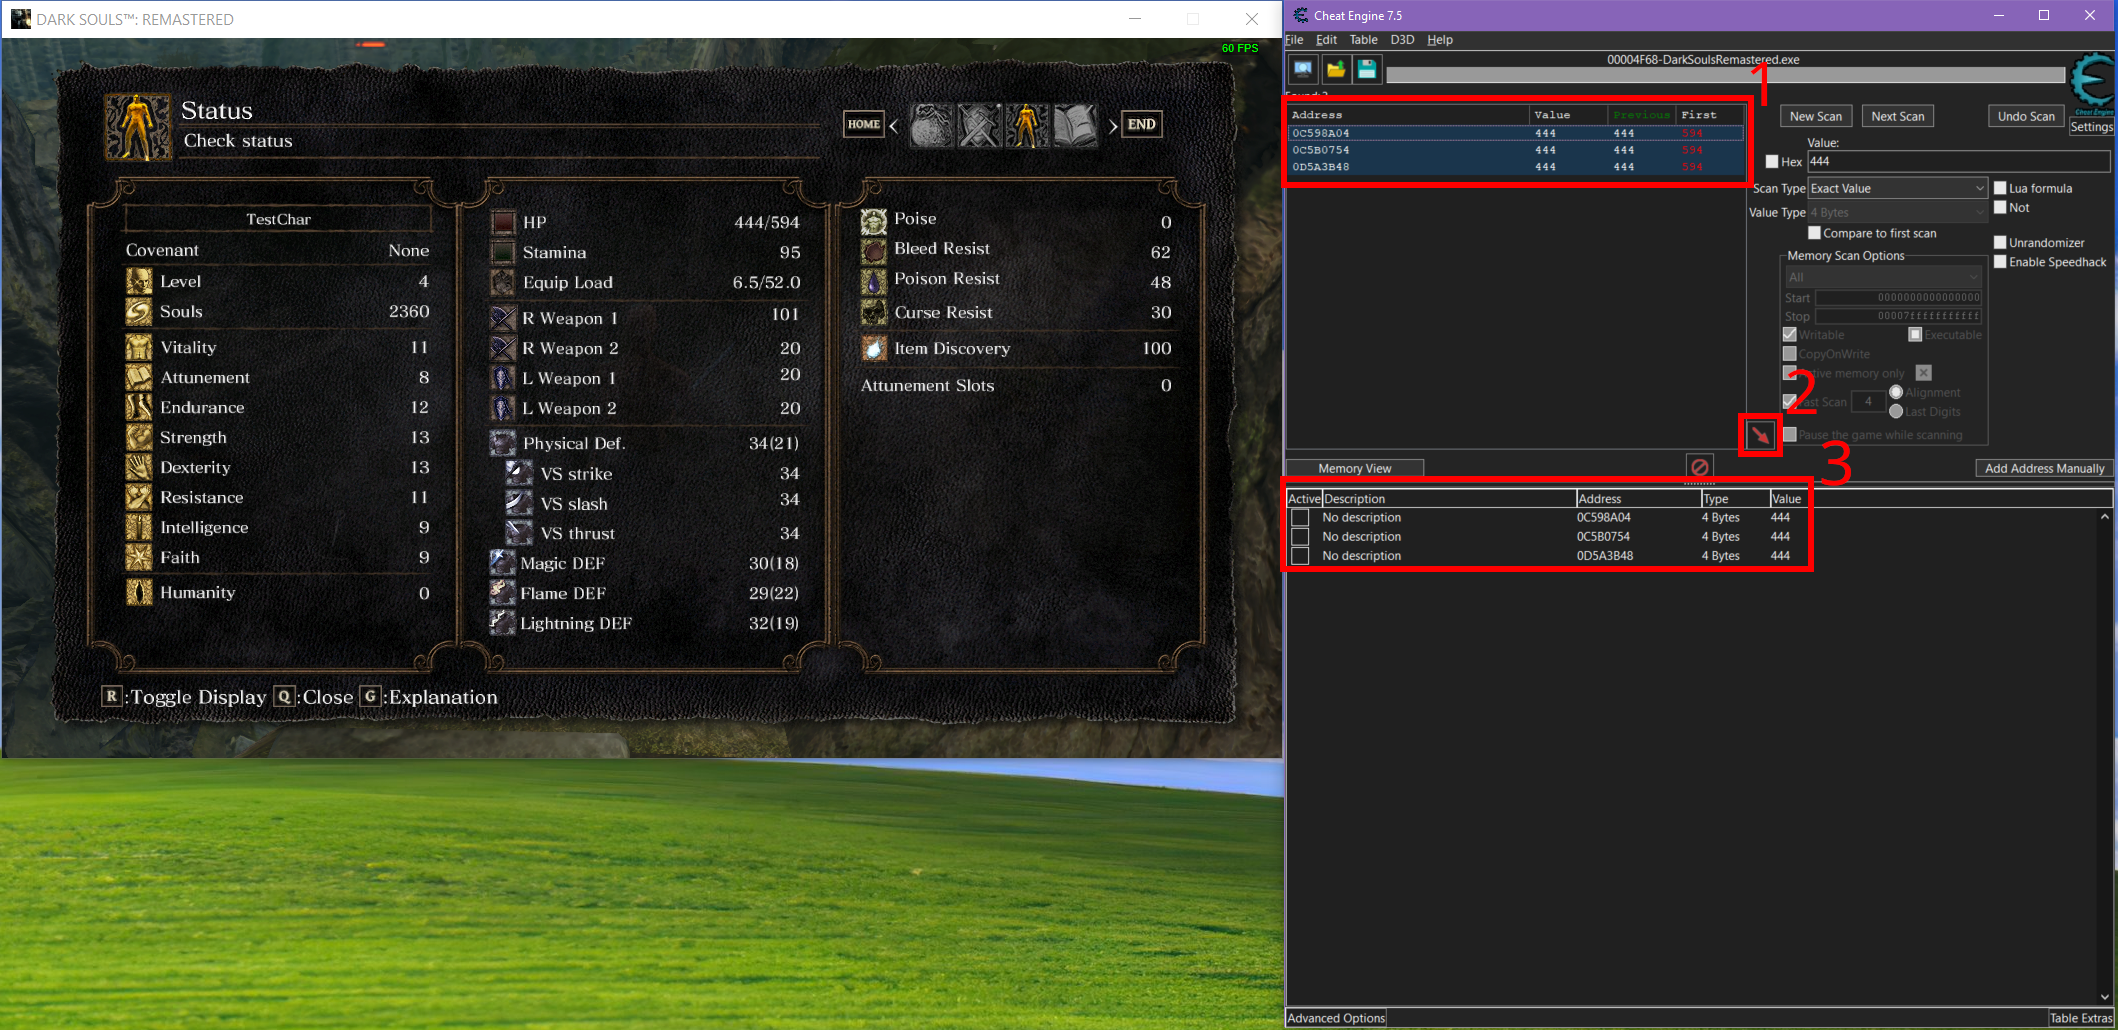 DARK SOULS™: REMASTERED
60 FPS
Status
Check status
HOME
END
TestChar
Covenant None
Level 4
Souls 2360
Vitality 11
Attunement 8
Endurance 12
Strength 13
Dexterity 13
Resistance 11
Intelligence 9
Faith 9
Humanity 0
HP 444/594
Stamina 95
Equip Load 6.5/52.0
R Weapon 1 101
R Weapon 2 20
L Weapon 1 20
L Weapon 2 20
Physical Def. 34(21)
VS strike 34
VS slash 34
VS thrust 34
Magic DEF 30(18)
Flame DEF 29(22)
Lightning DEF 32(19)
Poise 0
Bleed Resist 62
Poison Resist 48
Curse Resist 30
Item Discovery 100
Attunement Slots 0
R:Toggle Display Q:Close G:Explanation
Cheat Engine 7.5
File Edit Table D3D Help
00004F68-DarkSoulsRemastered.exe
1
Address Value Previous First
0C598A04 444 444 594
0C5B0754 444 444 594
0D5A3B48 444 444 594
Cheat Engine
New Scan Next Scan Undo Scan
Settings
Value:
Hex 444
Scan Type Exact Value
Lua formula
Value Type 4 Bytes
Not
Compare to first scan
Unrandomizer
Memory Scan Options
Enable Speedhack
All
Start 0000000000000000
Stop 00007fffffffffff
Writable Executable
CopyOnWrite
Active memory only
2
Fast Scan 4 Alignment
Last Digits
Pause the game while scanning
3
Memory View
Add Address Manually
Active Description Address Type Value
No description 0C598A04 4 Bytes 444
No description 0C5B0754 4 Bytes 444
No description 0D5A3B48 4 Bytes 444
Advanced Options
Table Extras